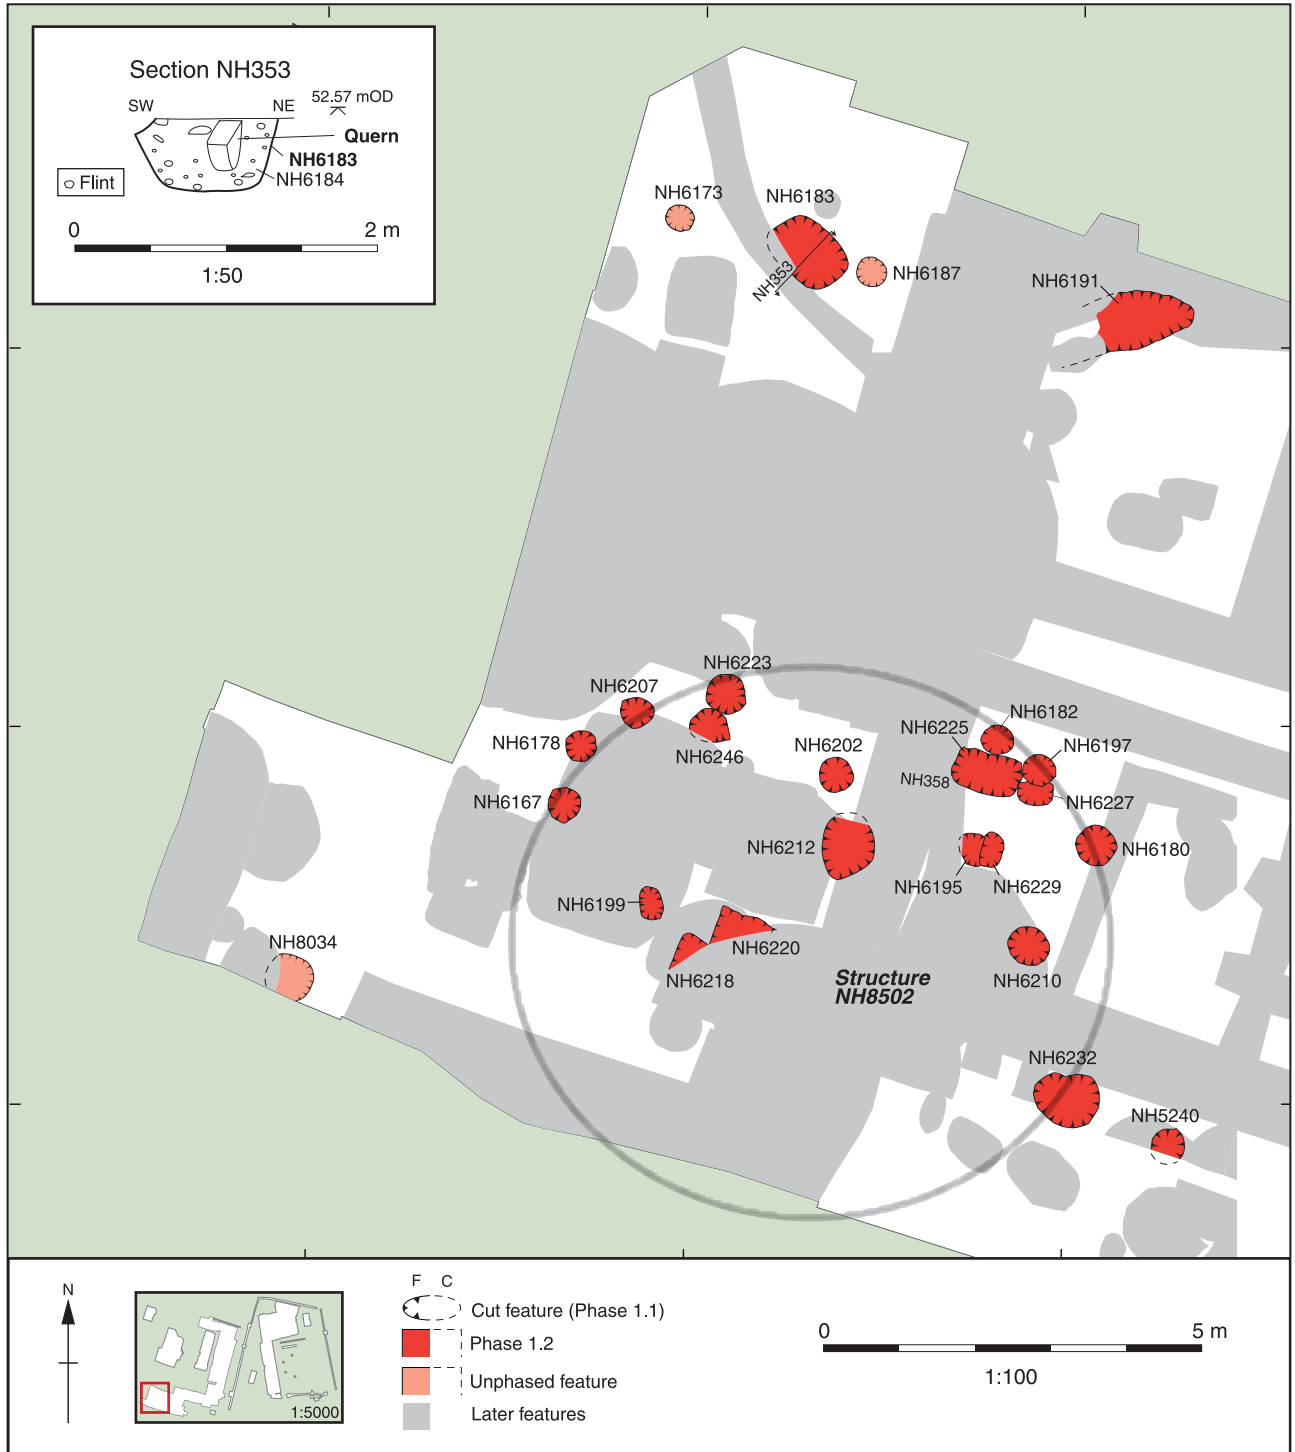 Section NH353
SW
NE
52.57 mOD
Quern
NH6183
NH6184
Flint
0
2 m
1:50
NH6173
NH6183
NH353
NH6187
NH6191
NH6223
NH6207
NH6178
NH6246
NH6202
NH6225
NH6182
NH6197
NH358
NH6167
NH6227
NH6212
NH6180
NH6195
NH6229
NH6199
NH6220
NH8034
NH6218
Structure
NH8502
NH6210
NH6232
NH5240
N
1:5000
F C
Cut feature (Phase 1.1)
Phase 1.2
Unphased feature
Later features
0
5 m
1:100